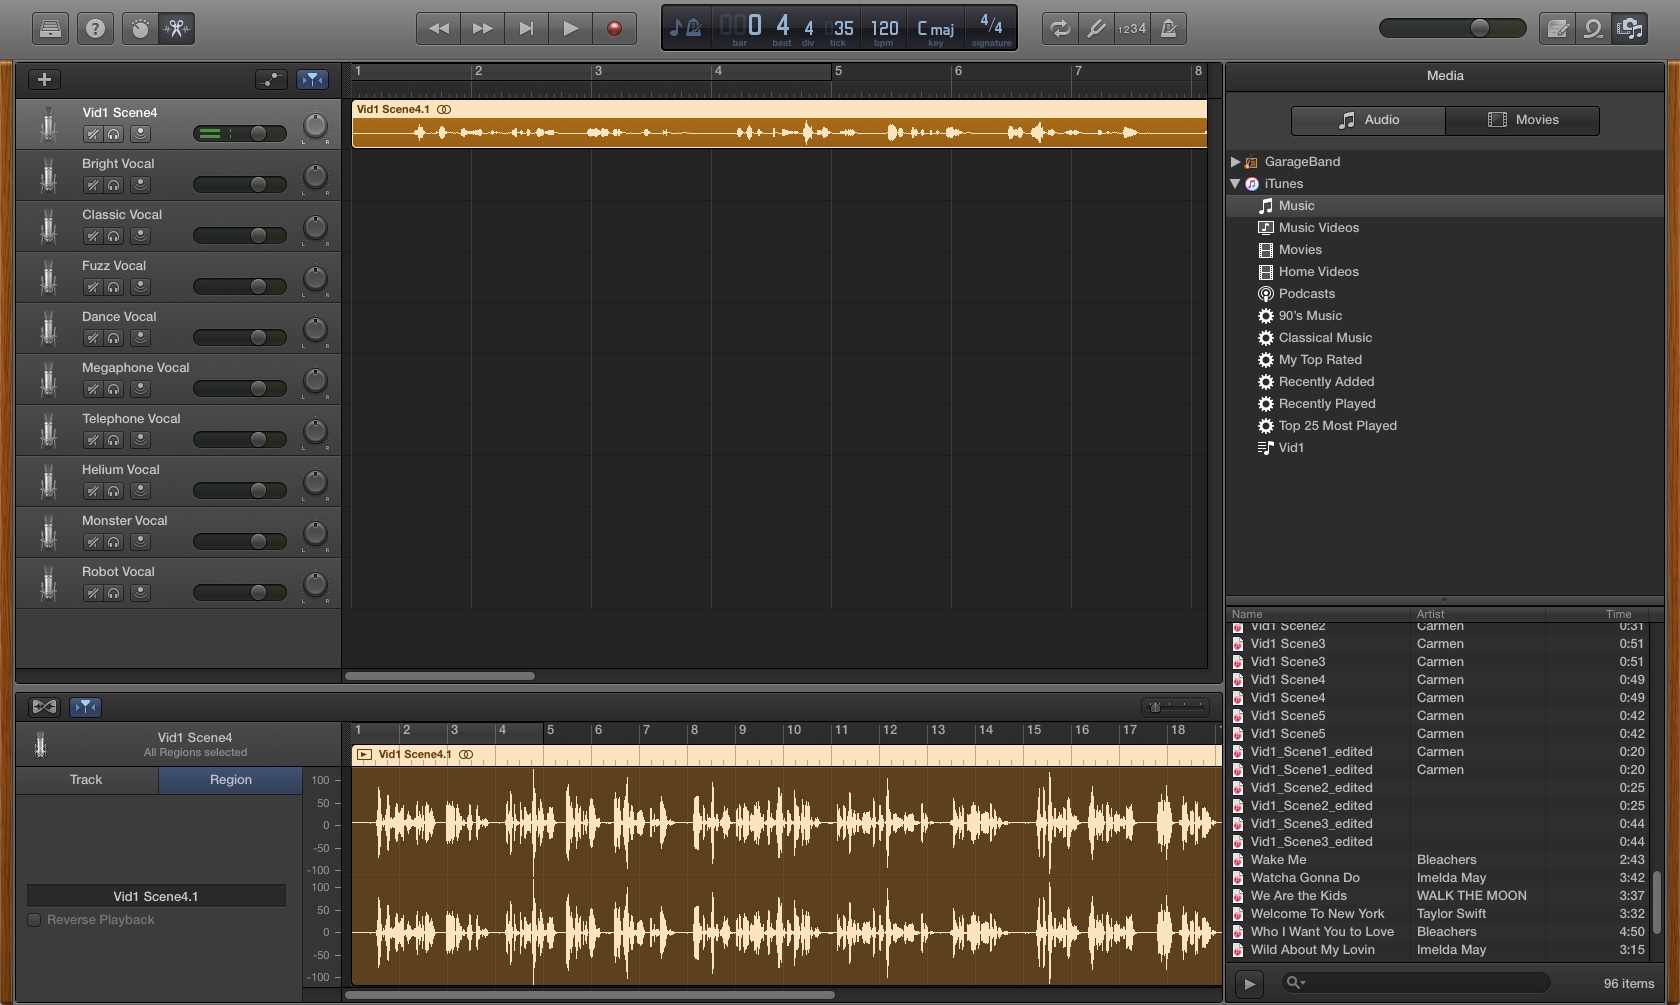 ? 1234
0 4 4 35 120 C maj 4/4
bar beat div tick bpm key signature
1 2 3 4 5 6 7 8
Vid1 Scene4
Vid1 Scene4.1
L R
Bright Vocal
L R
Classic Vocal
L R
Fuzz Vocal
L R
Dance Vocal
L R
Megaphone Vocal
L R
Telephone Vocal
L R
Helium Vocal
L R
Monster Vocal
L R
Robot Vocal
L R
Media
Audio Movies
GarageBand
iTunes
Music
Music Videos
Movies
Home Videos
Podcasts
90's Music
Classical Music
My Top Rated
Recently Added
Recently Played
Top 25 Most Played
Vid1
Name Artist Time
Vid1 Scene2 Carmen 0:31
Vid1 Scene3 Carmen 0:51
Vid1 Scene3 Carmen 0:51
Vid1 Scene4 Carmen 0:49
Vid1 Scene4 Carmen 0:49
Vid1 Scene5 Carmen 0:42
Vid1 Scene5 Carmen 0:42
Vid1_Scene1_edited Carmen 0:20
Vid1_Scene1_edited Carmen 0:20
Vid1_Scene2_edited 0:25
Vid1_Scene2_edited 0:25
Vid1_Scene3_edited 0:44
Vid1_Scene3_edited 0:44
Wake Me Bleachers 2:43
Watcha Gonna Do Imelda May 3:42
We Are the Kids WALK THE MOON 3:37
Welcome To New York Taylor Swift 3:32
Who I Want You to Love Bleachers 4:50
Wild About My Lovin Imelda May 3:15
96 items
Vid1 Scene4
All Regions selected
Track Region
Vid1 Scene4.1
Reverse Playback
1 2 3 4 5 6 7 8 9 10 11 12 13 14 15 16 17 18
Vid1 Scene4.1
100
50
0
-50
-100
100
50
0
-50
-100